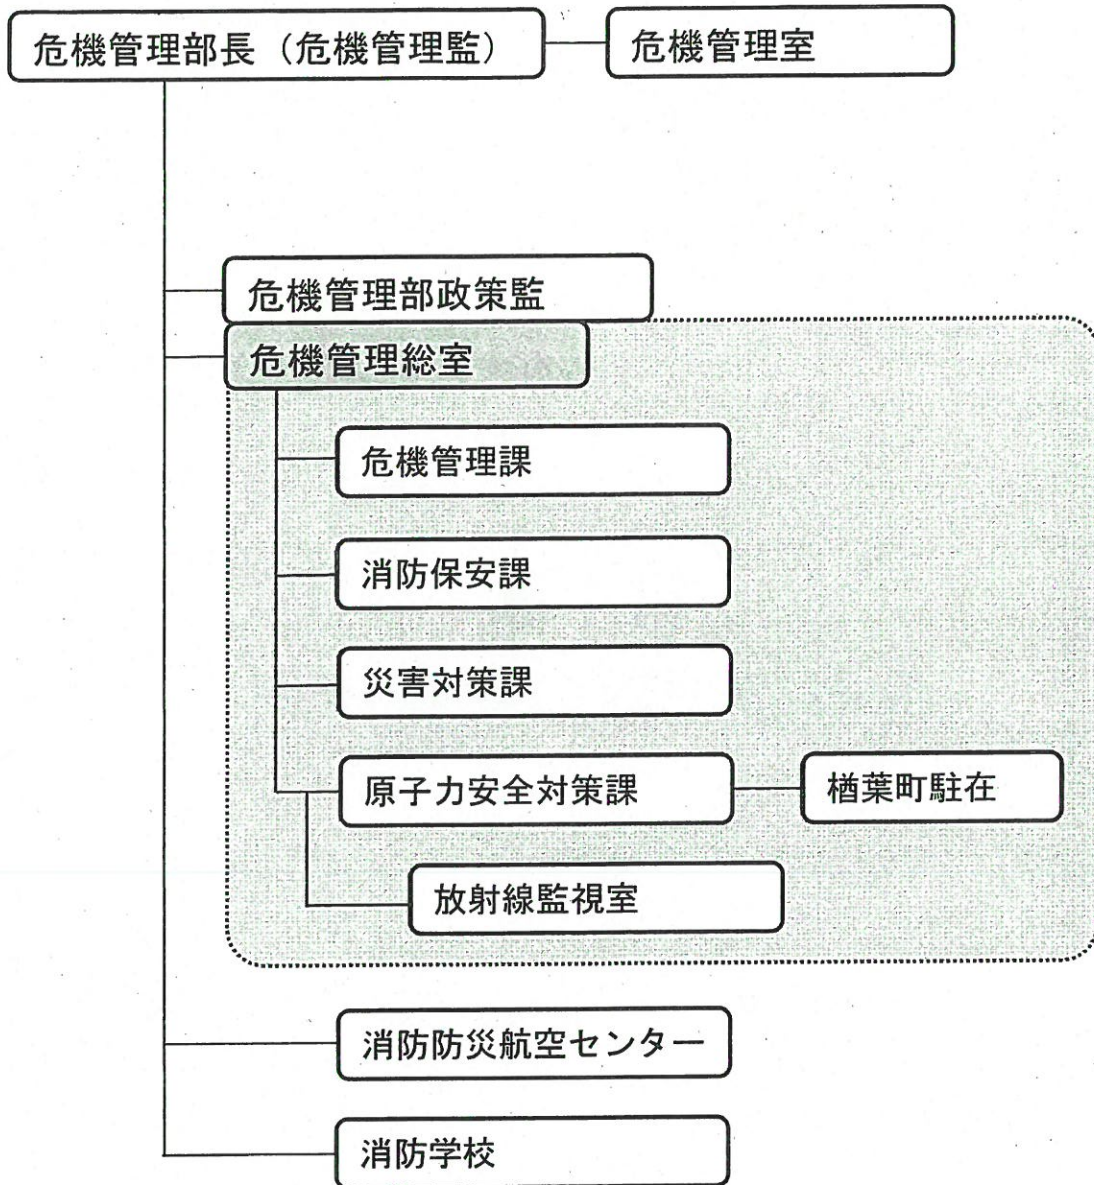 危機管理部長（危機管理監）
危機管理室
危機管理部政策監
危機管理総室
危機管理課
消防保安課
災害対策課
原子力安全対策課
楢葉町駐在
放射線監視室
消防防災航空センター
消防学校